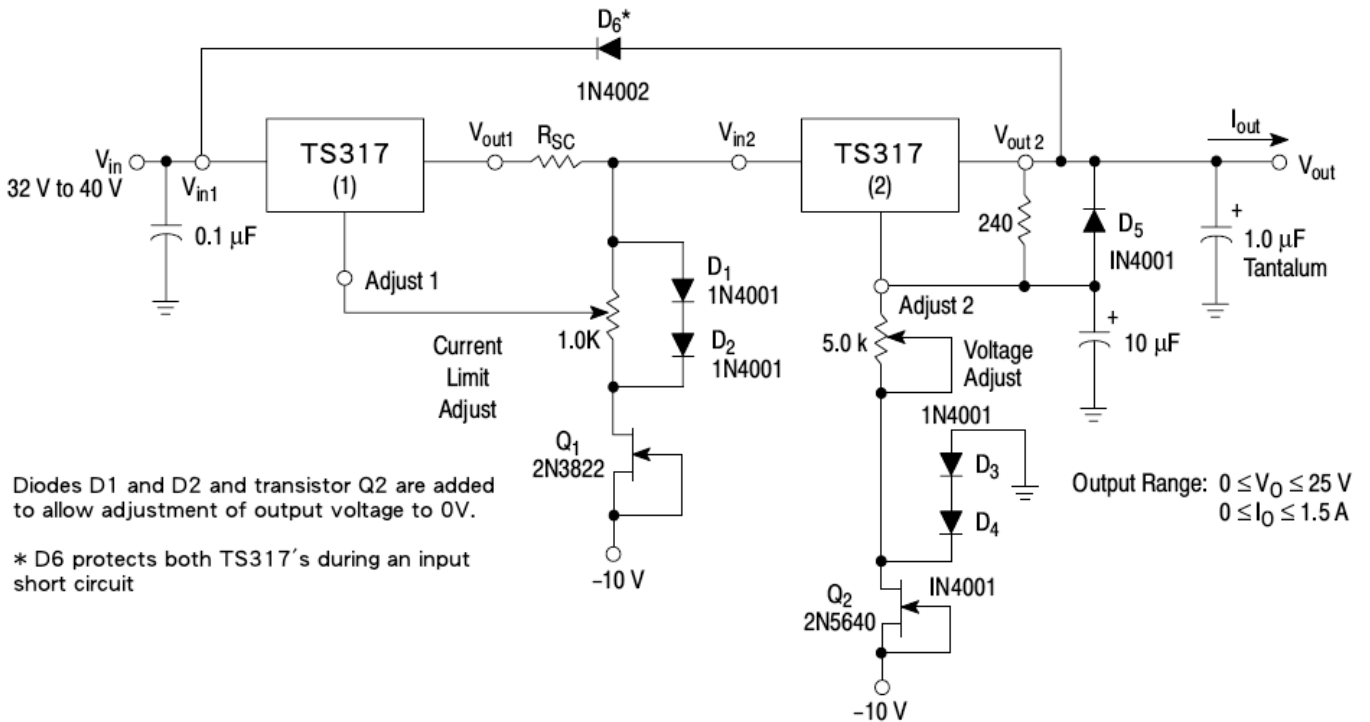 D6*
1N4002
Vin
32 V to 40 V
Vin1
0.1 µF
TS317
(1)
Adjust 1
Vout1
RSC
Vin2
TS317
(2)
Vout 2
Iout
Vout
240
D5
IN4001
+
1.0 µF
Tantalum
Adjust 2
+
10 µF
D1
1N4001
D2
1N4001
1.0K
Current
Limit
Adjust
5.0 k
Voltage
Adjust
1N4001
D3
D4
IN4001
Q1
2N3822
–10 V
Q2
2N5640
–10 V
Output Range: 0 ≤ VO ≤ 25 V
0 ≤ IO ≤ 1.5 A
Diodes D1 and D2 and transistor Q2 are added
to allow adjustment of output voltage to 0V.
* D6 protects both TS317´s during an input
short circuit